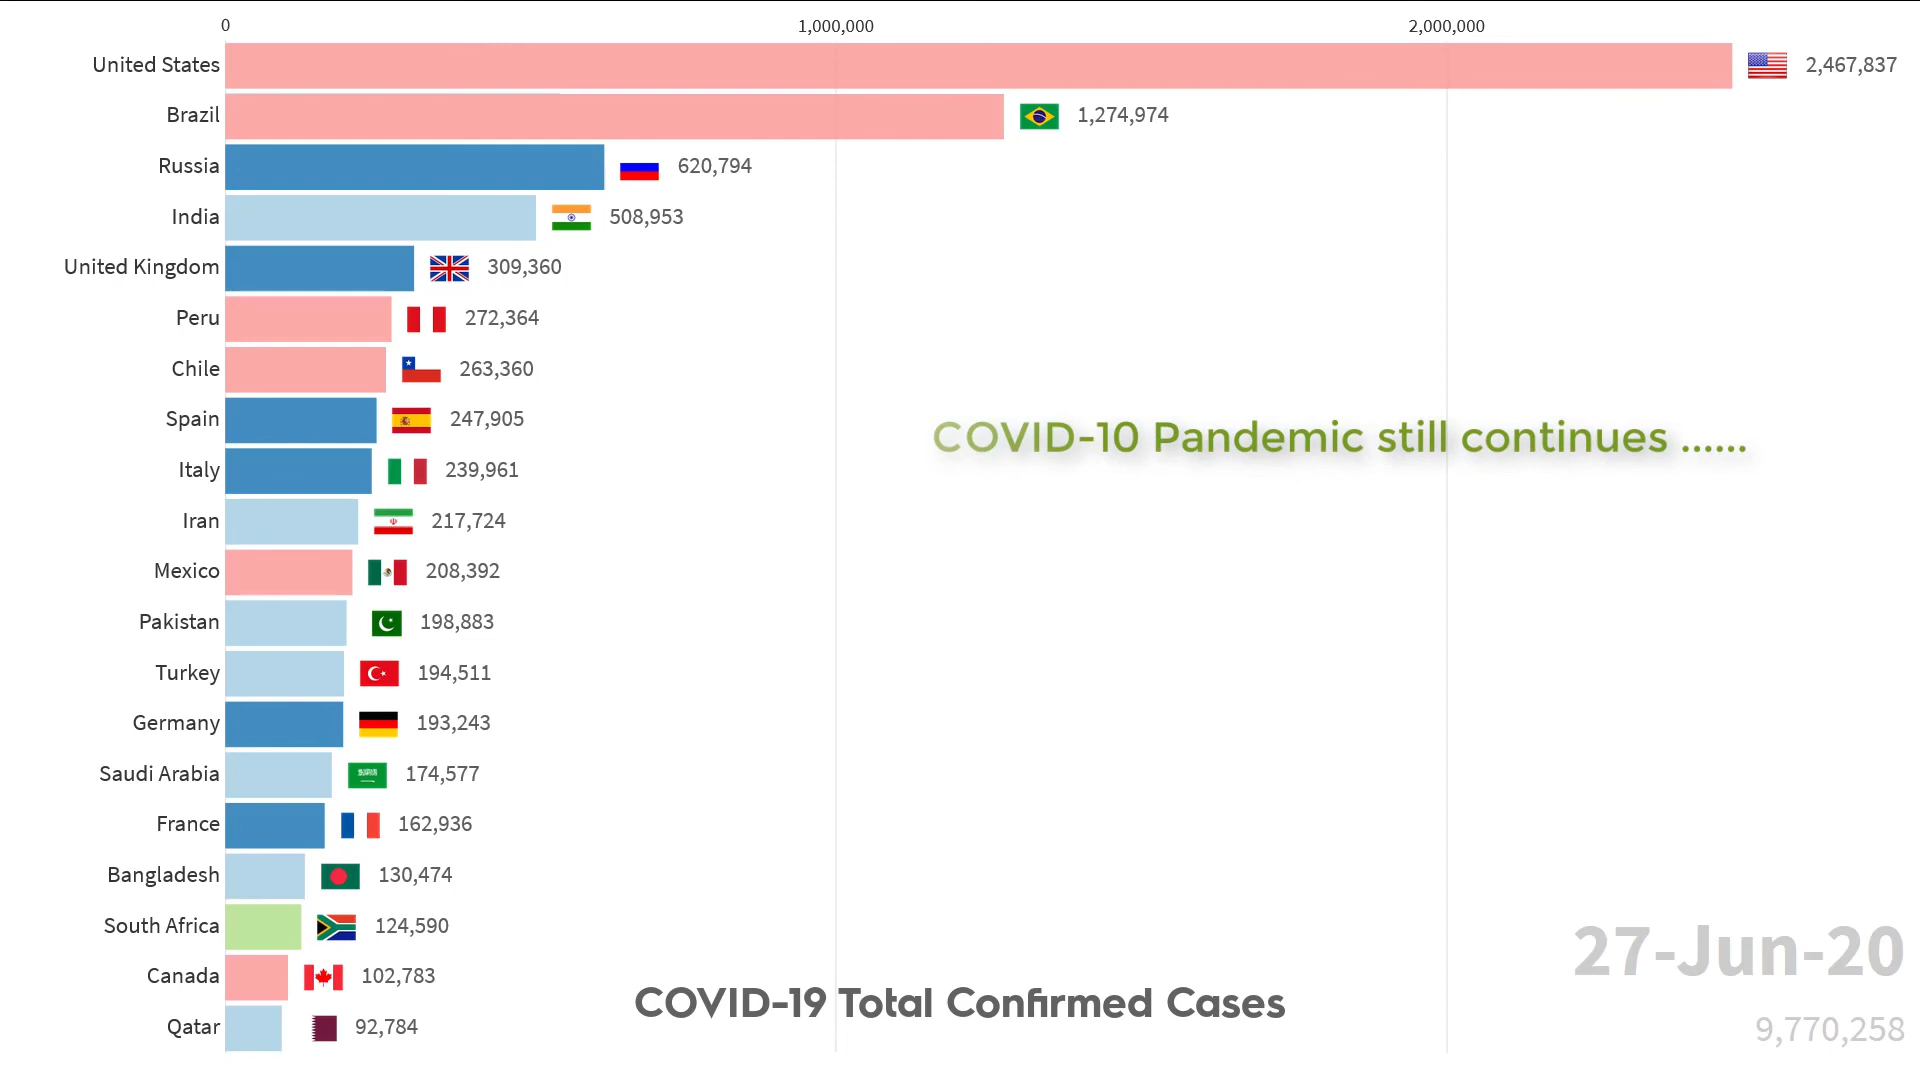 0 1,000,000 2,000,000
United States 2,467,837
Brazil 1,274,974
Russia 620,794
India 508,953
United Kingdom 309,360
Peru 272,364
Chile 263,360
Spain 247,905
COVID-10 Pandemic still continues ......
Italy 239,961
Iran 217,724
Mexico 208,392
Pakistan 198,883
Turkey 194,511
Germany 193,243
Saudi Arabia 174,577
France 162,936
Bangladesh 130,474
South Africa 124,590
27-Jun-20
Canada 102,783
COVID-19 Total Confirmed Cases
Qatar 92,784
9,770,258